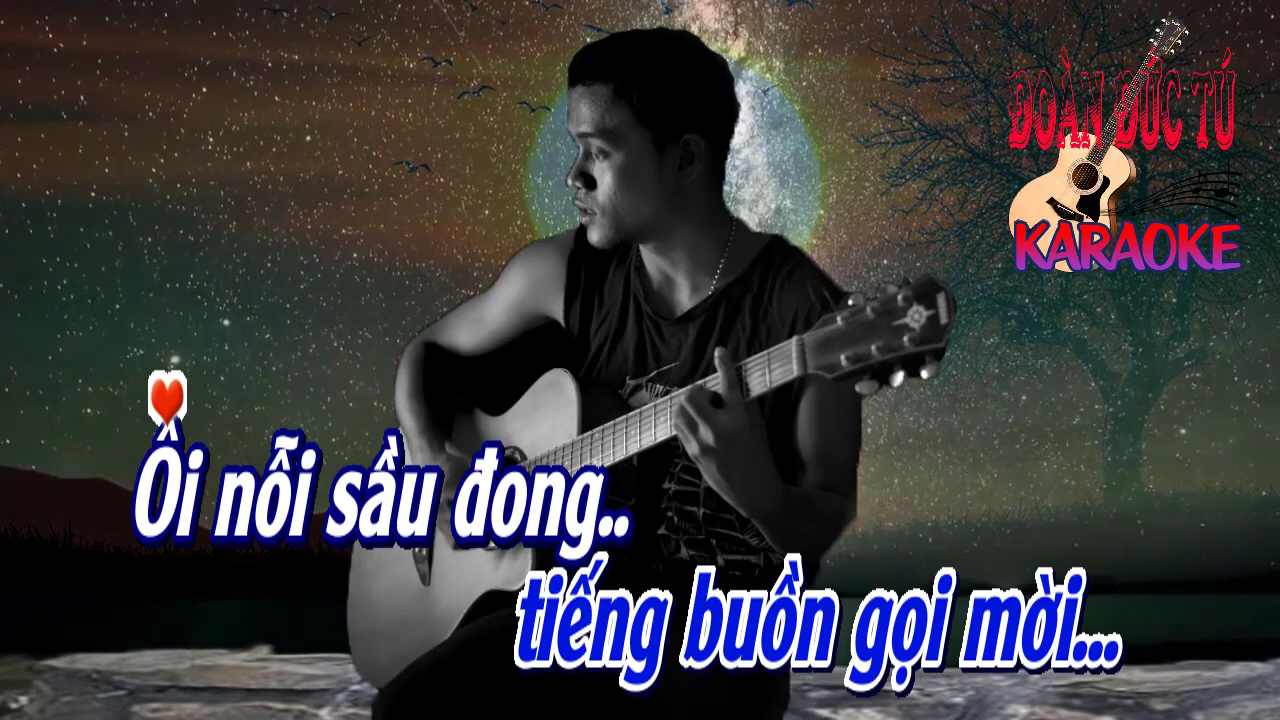 ĐOÀN ĐỨC TÚ
KARAOKE
Ôi nỗi sầu đong..
tiếng buồn gọi mời...